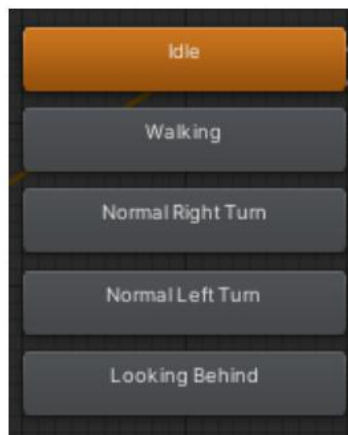 Idle
Walking
Normal Right Turn
Normal Left Turn
Looking Behind